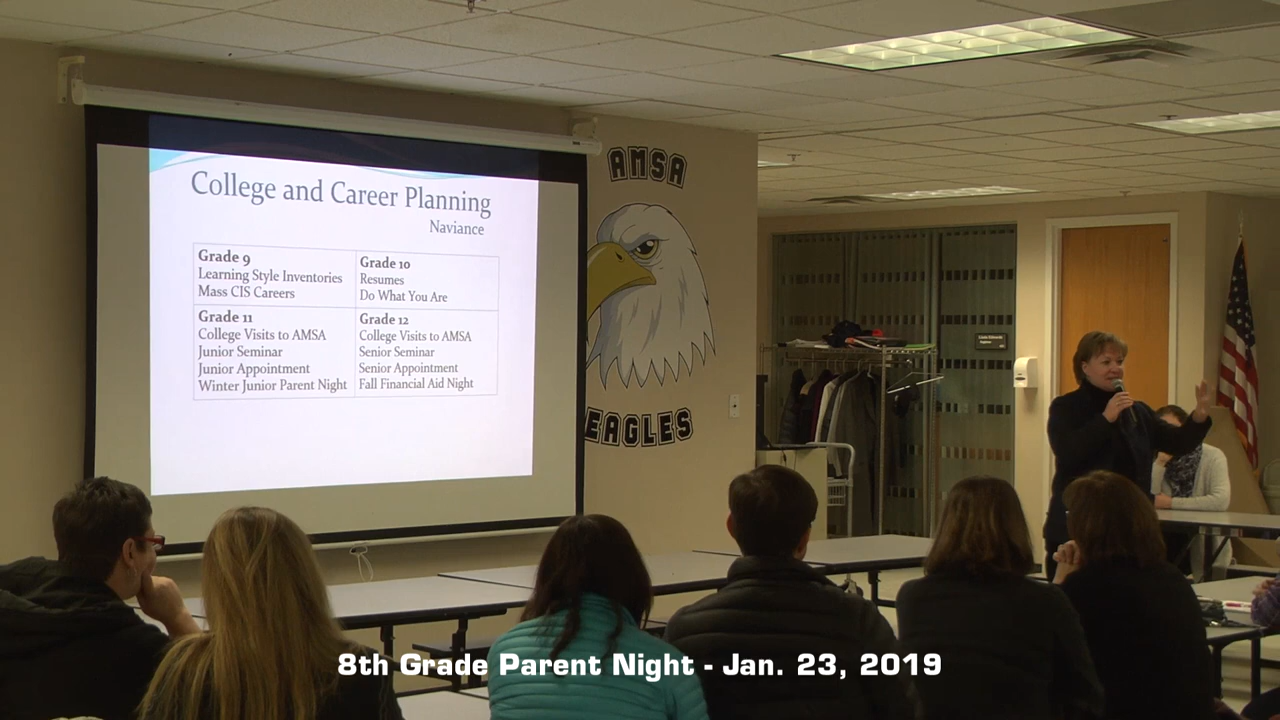 College and Career Planning
Naviance
Grade 9
Learning Style Inventories
Mass CIS Careers
Grade 10
Resumes
Do What You Are
Grade 11
College Visits to AMSA
Junior Seminar
Junior Appointment
Winter Junior Parent Night
Grade 12
College Visits to AMSA
Senior Seminar
Senior Appointment
Fall Financial Aid Night
AMSA
EAGLES
8th Grade Parent Night - Jan. 23, 2019